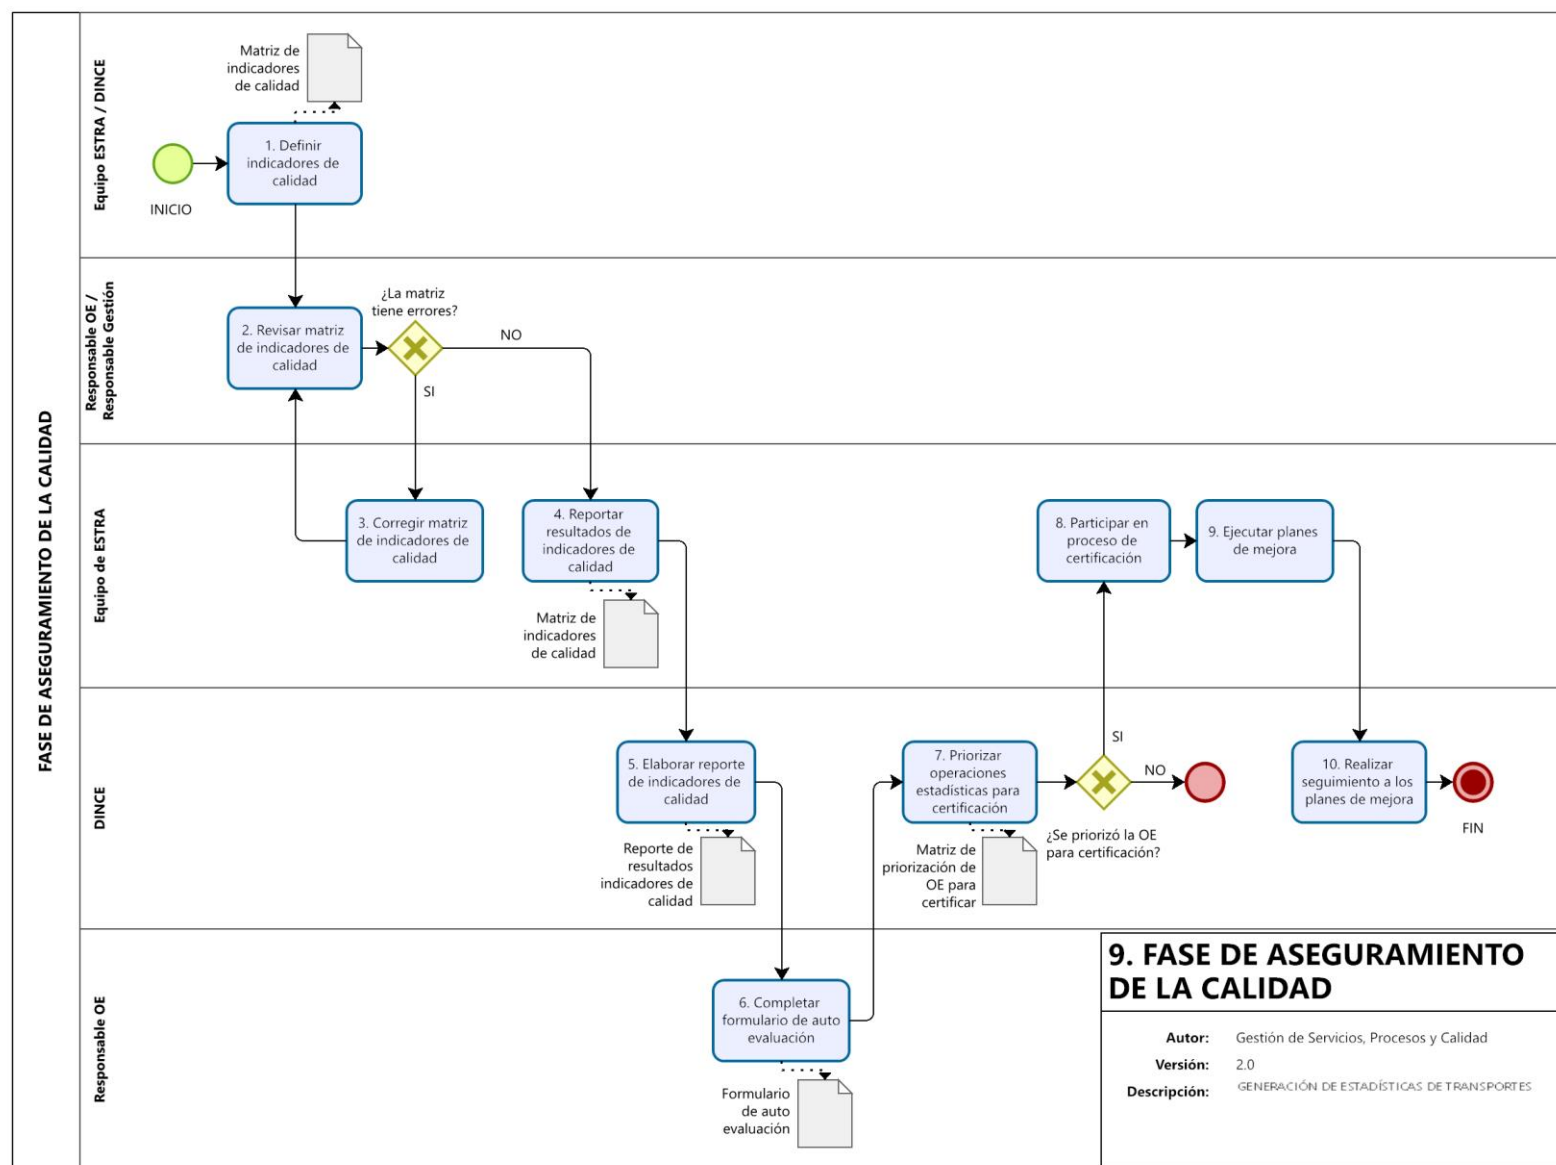 FASE DE ASEGURAMIENTO DE LA CALIDAD
Equipo ESTRA / DINCE
Matriz de
indicadores
de calidad
INICIO
1. Definir
indicadores de
calidad
Responsable OE /
Responsable Gestión
2. Revisar matriz
de indicadores de
calidad
¿La matriz
tiene errores?
NO
SI
Equipo de ESTRA
3. Corregir matriz
de indicadores de
calidad
4. Reportar
resultados de
indicadores de
calidad
Matriz de
indicadores
de calidad
8. Participar en
proceso de
certificación
9. Ejecutar planes
de mejora
DINCE
5. Elaborar reporte
de indicadores de
calidad
Reporte de
resultados
indicadores de
calidad
7. Priorizar
operaciones
estadísticas para
certificación
Matriz de
priorización de
OE para
certificar
SI
NO
¿Se priorizó la OE
para certificación?
10. Realizar
seguimiento a los
planes de mejora
FIN
Responsable OE
6. Completar
formulario de auto
evaluación
Formulario
de auto
evaluación
9. FASE DE ASEGURAMIENTO
DE LA CALIDAD
Autor: Gestión de Servicios, Procesos y Calidad
Versión: 2.0
Descripción: GENERACIÓN DE ESTADÍSTICAS DE TRANSPORTES